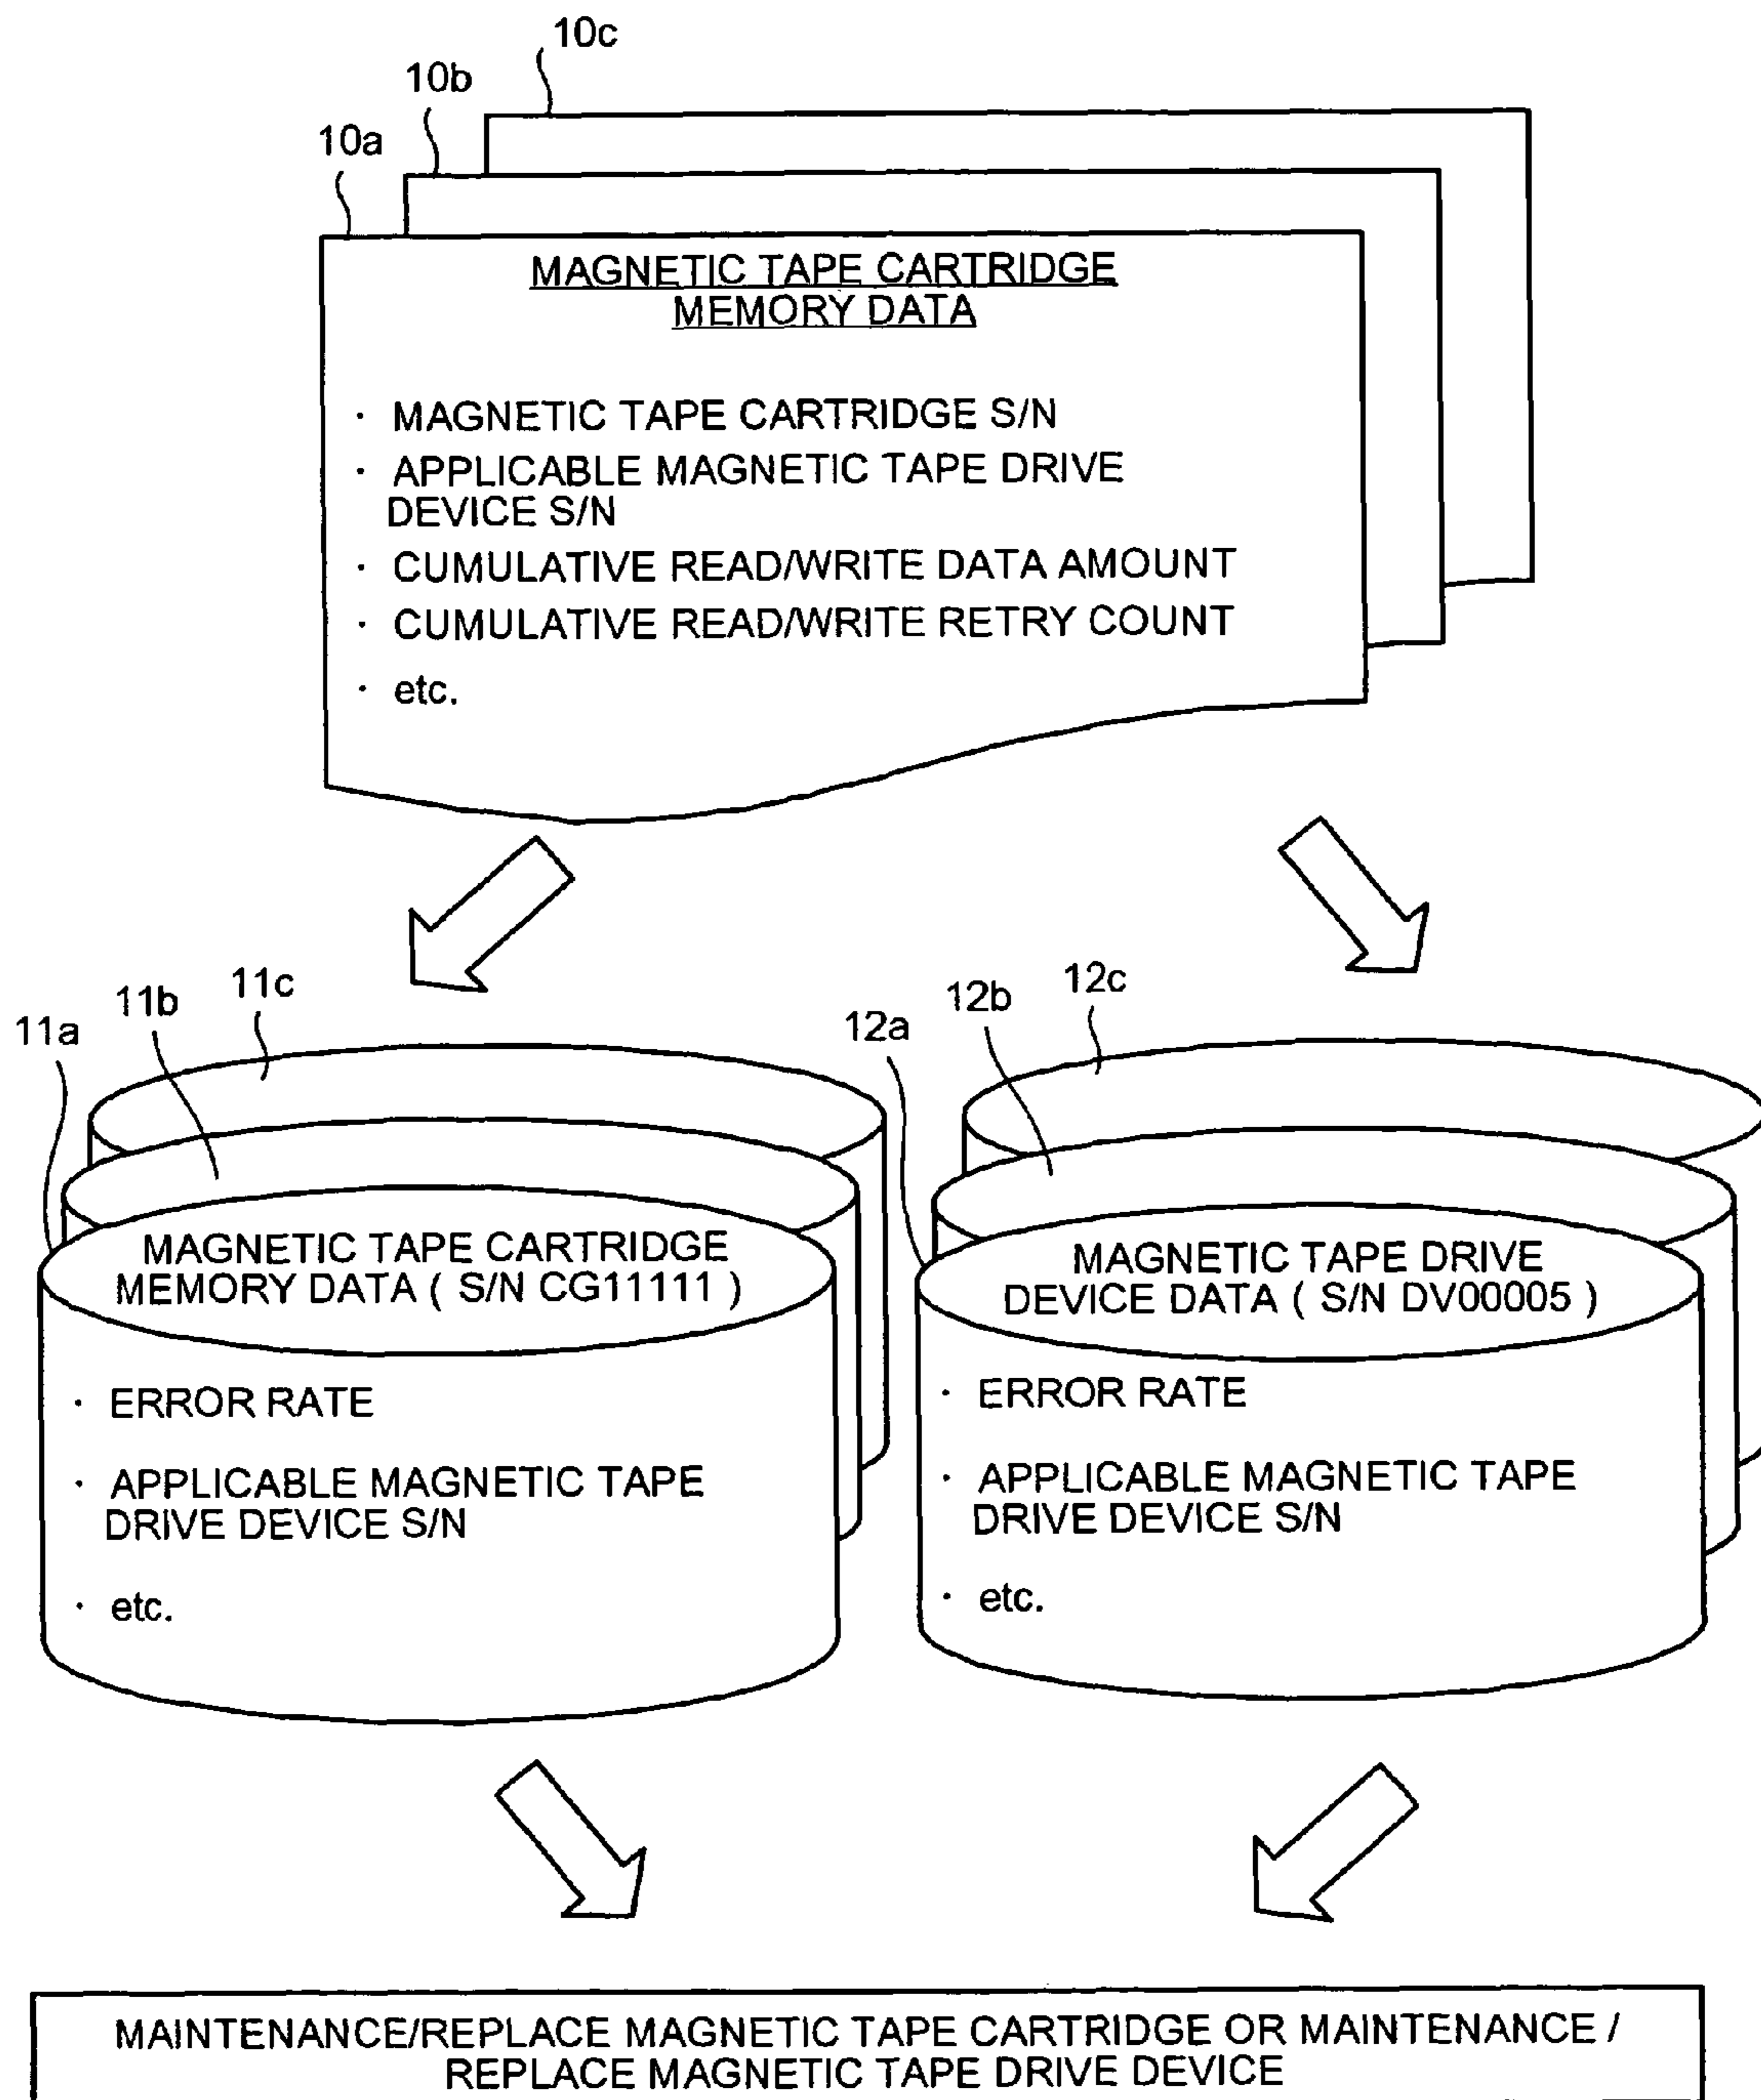 10c
10b
10a
MAGNETIC TAPE CARTRIDGE
MEMORY DATA
· MAGNETIC TAPE CARTRIDGE S/N
· APPLICABLE MAGNETIC TAPE DRIVE
DEVICE S/N
· CUMULATIVE READ/WRITE DATA AMOUNT
· CUMULATIVE READ/WRITE RETRY COUNT
· etc.
11c
11b
11a
MAGNETIC TAPE CARTRIDGE
MEMORY DATA ( S/N CG11111 )
· ERROR RATE
· APPLICABLE MAGNETIC TAPE
DRIVE DEVICE S/N
· etc.
12c
12b
12a
MAGNETIC TAPE DRIVE
DEVICE DATA ( S/N DV00005 )
· ERROR RATE
· APPLICABLE MAGNETIC TAPE
DRIVE DEVICE S/N
· etc.
MAINTENANCE/REPLACE MAGNETIC TAPE CARTRIDGE OR MAINTENANCE /
REPLACE MAGNETIC TAPE DRIVE DEVICE